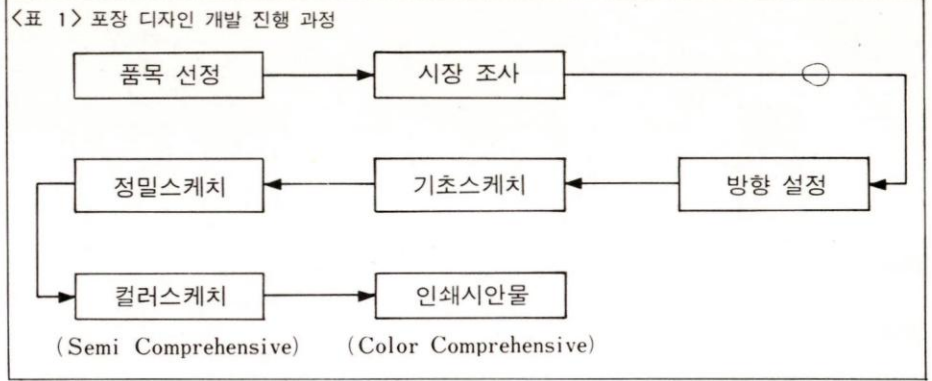 〈표 1〉 포장 디자인 개발 진행 과정
품목 선정
시장 조사
방향 설정
기초스케치
정밀스케치
컬러스케치
(Semi Comprehensive)
인쇄시안물
(Color Comprehensive)